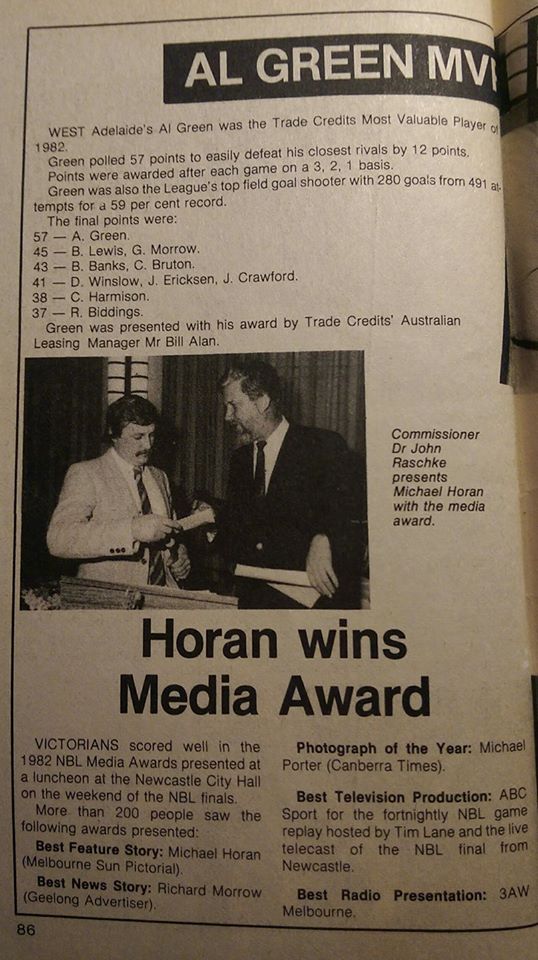 AL GREEN MV
WEST Adelaide's Al Green was the Trade Credits Most Valuable Player of
1982.
Green polled 57 points to easily defeat his closest rivals by 12 points.
Points were awarded after each game on a 3, 2, 1 basis.
Green was also the League's top field goal shooter with 280 goals from 491 at-
tempts for a 59 per cent record.
The final points were:
57 — A. Green.
45 — B. Lewis, G. Morrow.
43 — B. Banks, C. Bruton.
41 — D. Winslow, J. Ericksen, J. Crawford.
38 — C. Harmison.
37 — R. Biddings.
Green was presented with his award by Trade Credits' Australian
Leasing Manager Mr Bill Alan.
Commissioner
Dr John
Raschke
presents
Michael Horan
with the media
award.
Horan wins
Media Award
VICTORIANS scored well in the
1982 NBL Media Awards presented at
a luncheon at the Newcastle City Hall
on the weekend of the NBL finals.
More than 200 people saw the
following awards presented:
Best Feature Story: Michael Horan
(Melbourne Sun Pictorial).
Best News Story: Richard Morrow
(Geelong Advertiser).
Photograph of the Year: Michael
Porter (Canberra Times).
Best Television Production: ABC
Sport for the fortnightly NBL game
replay hosted by Tim Lane and the live
telecast of the NBL final from
Newcastle.
Best Radio Presentation: 3AW
Melbourne.
86